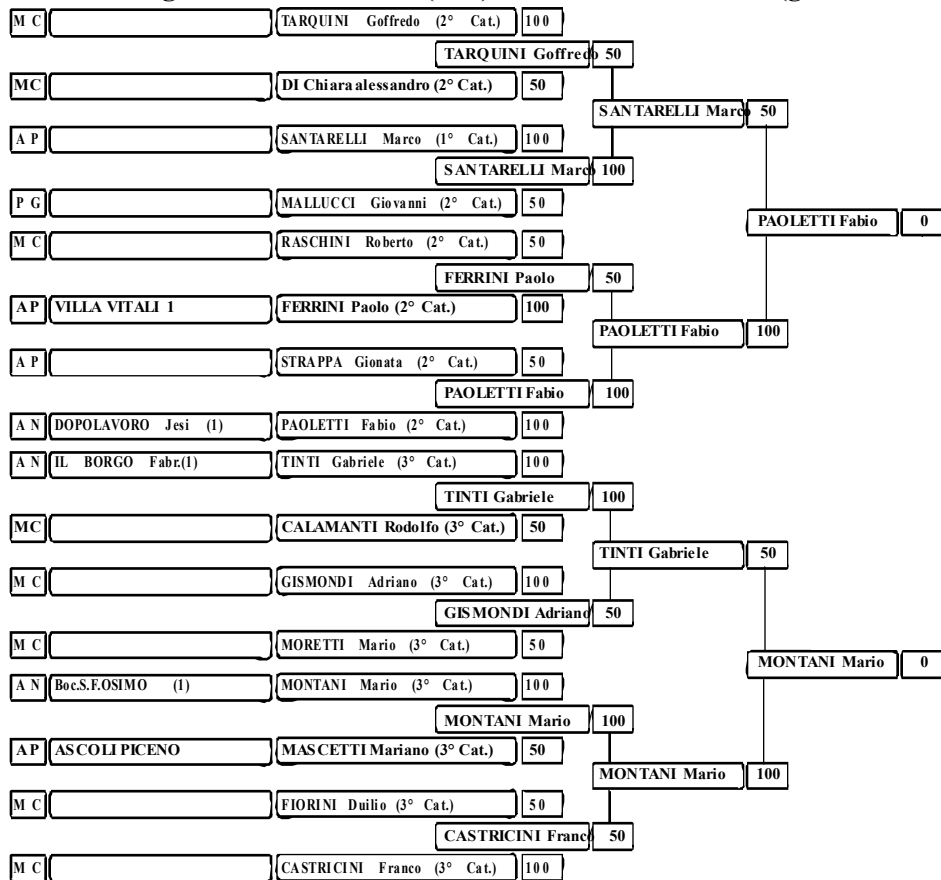 M C TARQUINI Goffredo (2° Cat.) 100
TARQUINI Goffredo 50
MC DI Chiara alessandro (2° Cat.) 50
SANTARELLI Marco 50
A P SANTARELLI Marco (1° Cat.) 100
SANTARELLI Marco 100
P G MALLUCCI Giovanni (2° Cat.) 50
PAOLETTI Fabio 0
M C RASCHINI Roberto (2° Cat.) 50
FERRINI Paolo 50
AP VILLA VITALI 1 FERRINI Paolo (2° Cat.) 100
PAOLETTI Fabio 100
A P STRAPPA Gionata (2° Cat.) 50
PAOLETTI Fabio 100
A N DOPOLAVORO Jesi (1) PAOLETTI Fabio (2° Cat.) 100
A N IL BORGO Fabr.(1) TINTI Gabriele (3° Cat.) 100
TINTI Gabriele 100
MC CALAMANTI Rodolfo (3° Cat.) 50
TINTI Gabriele 50
M C GISMONDI Adriano (3° Cat.) 100
GISMONDI Adriano 50
M C MORETTI Mario (3° Cat.) 50
MONTANI Mario 0
A N Boc.S.F.OSIMO (1) MONTANI Mario (3° Cat.) 100
MONTANI Mario 100
AP ASCOLI PICENO MASCETTI Mariano (3° Cat.) 50
MONTANI Mario 100
M C FIORINI Duilio (3° Cat.) 50
CASTRICINI Franco 50
M C CASTRICINI Franco (3° Cat.) 100